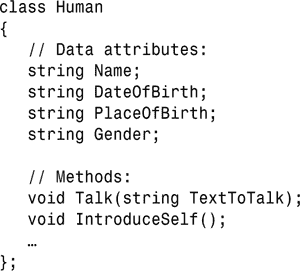 class Human
{
   // Data attributes:
   string Name;
   string DateOfBirth;
   string PlaceOfBirth;
   string Gender;

   // Methods:
   void Talk(string TextToTalk);
   void IntroduceSelf();
   …
};